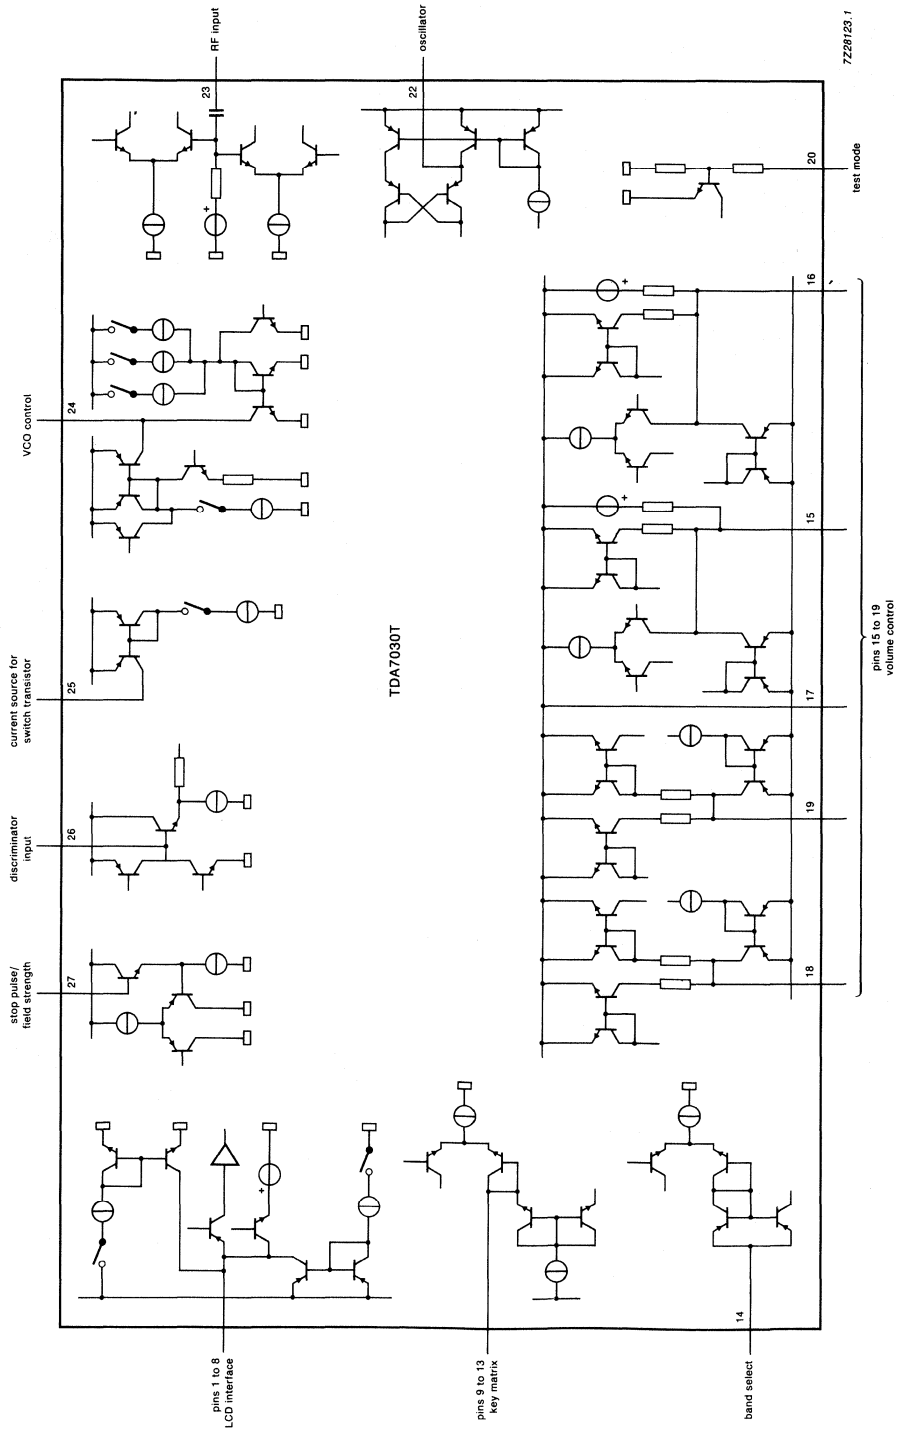 RF input
23
oscillator
22
7Z28123.1
20
test mode
VCO control
24
16
15
pins 15 to 19
volume control
17
19
18
current source for
switch transistor
25
TDA7030T
discriminator
input
26
stop pulse/
field strength
27
pins 1 to 8
LCD interface
pins 9 to 13
key matrix
14
band select